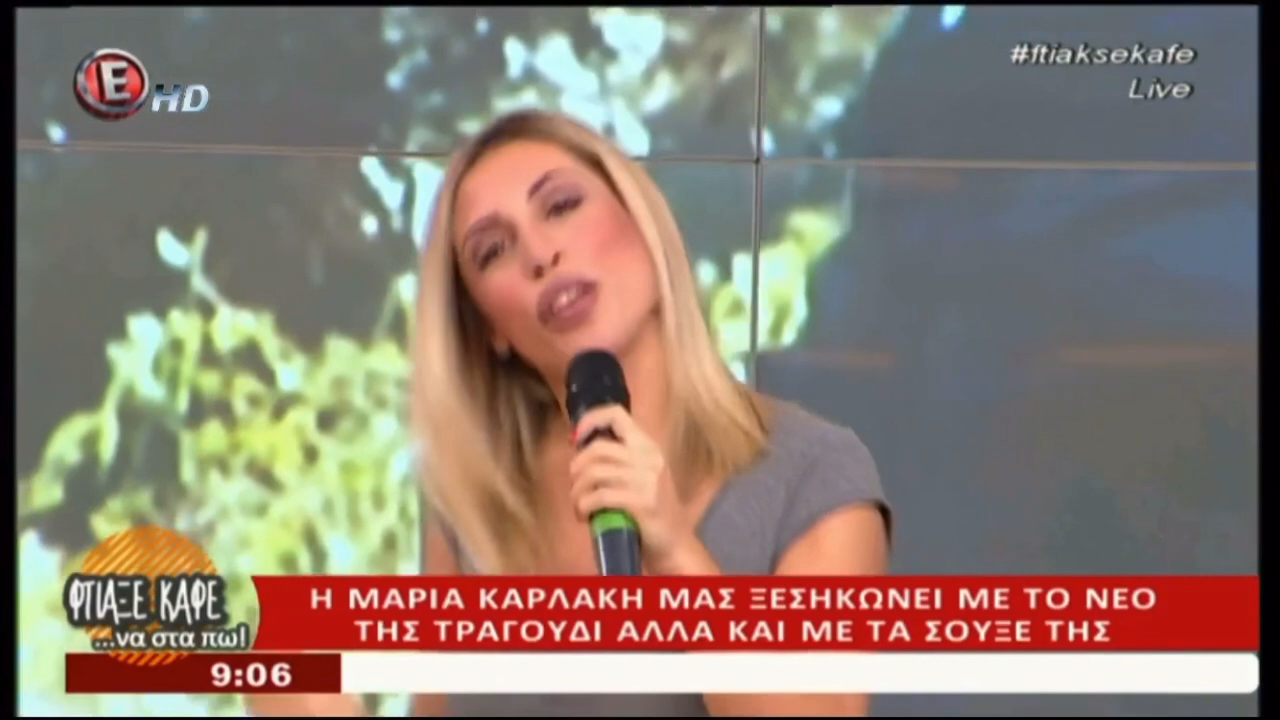 E HD
#ftiaksekafe
Live
ΦΤΙΑΞΕ ΚΑΦΕ
...να στα πω!
Η ΜΑΡΙΑ ΚΑΡΛΑΚΗ ΜΑΣ ΞΕΣΗΚΩΝΕΙ ΜΕ ΤΟ ΝΕΟ
ΤΗΣ ΤΡΑΓΟΥΔΙ ΑΛΛΑ ΚΑΙ ΜΕ ΤΑ ΣΟΥΞΕ ΤΗΣ
9:06